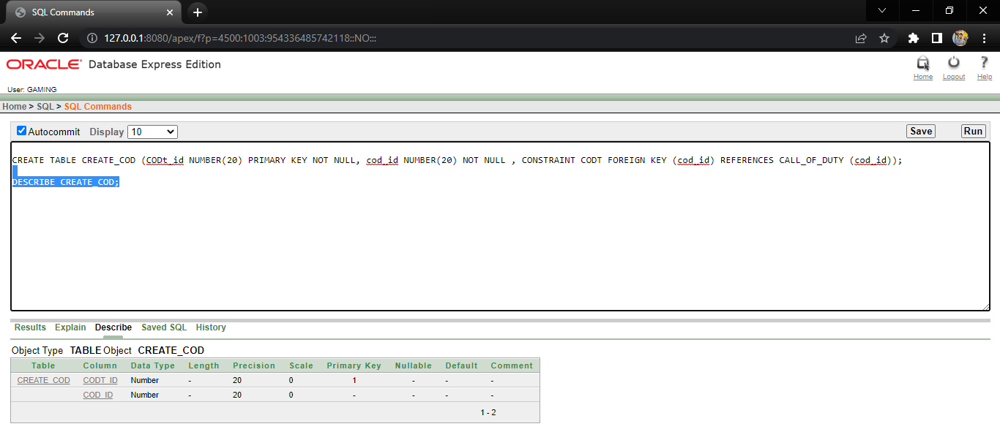 SQL Commands
127.0.0.1:8080/apex/f?p=4500:1003:954336485742118::NO:::
ORACLE Database Express Edition
Home Logout Help
User: GAMING
Home > SQL > SQL Commands
Autocommit Display 10 Save Run
CREATE TABLE CREATE_COD (CODt_id NUMBER(20) PRIMARY KEY NOT NULL, cod_id NUMBER(20) NOT NULL , CONSTRAINT CODT FOREIGN KEY (cod_id) REFERENCES CALL_OF_DUTY (cod_id));
DESCRIBE CREATE_COD;
Results Explain Describe Saved SQL History
Object Type TABLE Object CREATE_COD
Table Column Data Type Length Precision Scale Primary Key Nullable Default Comment
CREATE_COD CODT_ID Number - 20 0 1 - - -
COD_ID Number - 20 0 - - - -
1 - 2